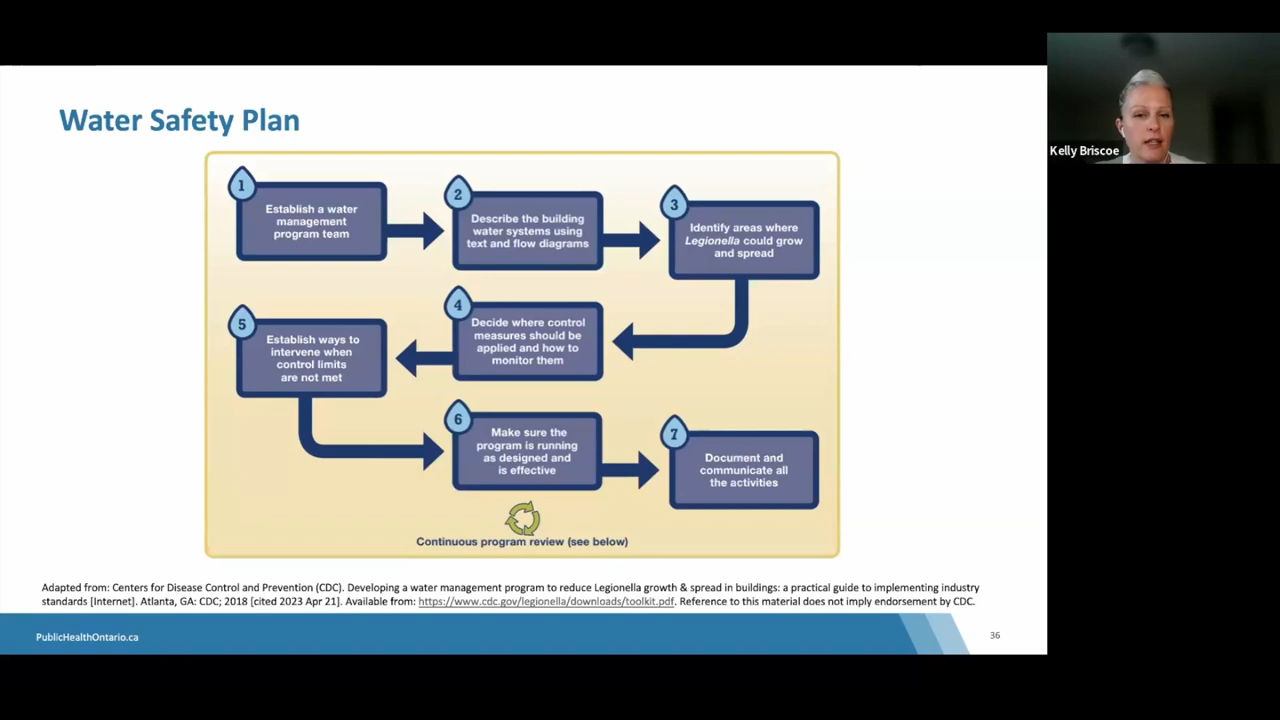 Water Safety Plan
Kelly Briscoe
1
Establish a water
management
program team
2
Describe the building
water systems using
text and flow diagrams
3
Identify areas where
Legionella could grow
and spread
4
Decide where control
measures should be
applied and how to
monitor them
5
Establish ways to
intervene when
control limits
are not met
6
Make sure the
program is running
as designed and
is effective
7
Document and
communicate all
the activities
Continuous program review (see below)
Adapted from: Centers for Disease Control and Prevention (CDC). Developing a water management program to reduce Legionella growth & spread in buildings: a practical guide to implementing industry
standards [Internet]. Atlanta, GA: CDC; 2018 [cited 2023 Apr 21]. Available from: https://www.cdc.gov/legionella/downloads/toolkit.pdf. Reference to this material does not imply endorsement by CDC.
PublicHealthOntario.ca
36